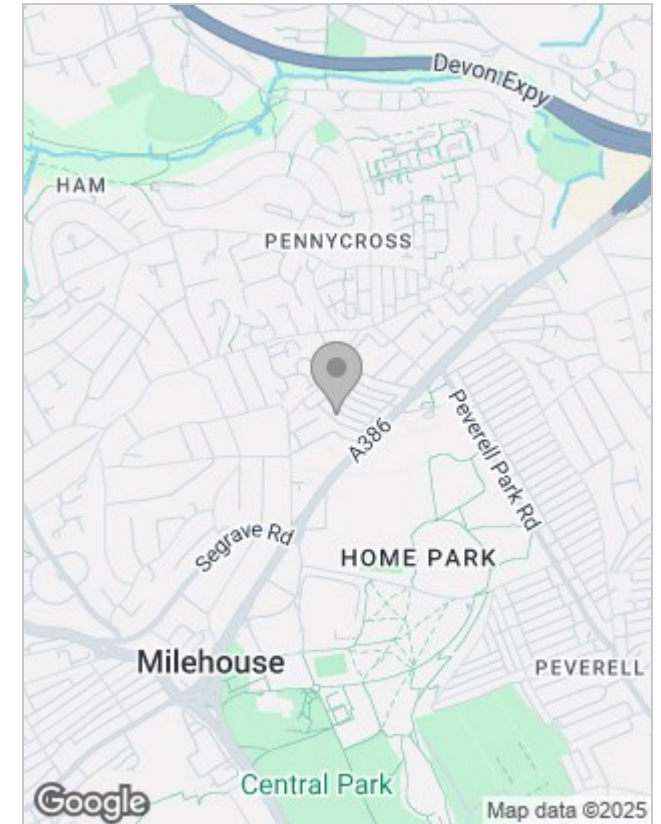 Devon Expy
HAM
PENNYCROSS
A386
Peverell Park Rd
Segrave Rd
HOME PARK
Milehouse
PEVERELL
Central Park
Google
Map data ©2025